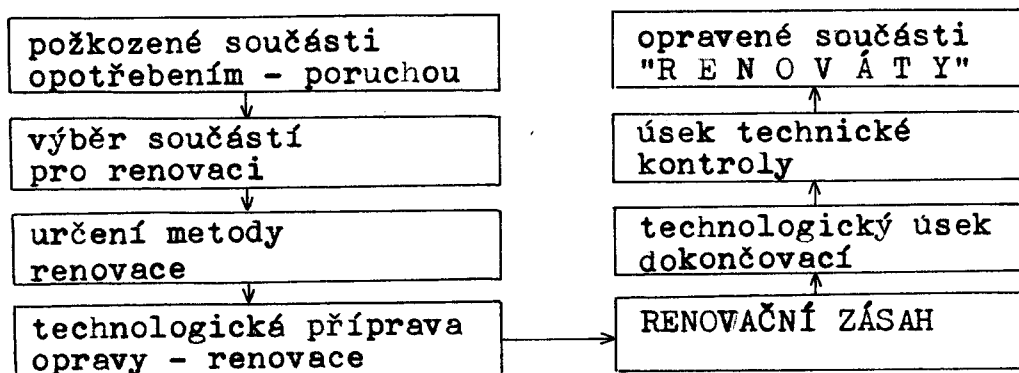 požkozené součásti
opotřebením - poruchou
výběr součástí
pro renovaci
určení metody
renovace
technologická příprava
opravy - renovace
RENOVAČNÍ ZÁSAH
technologický úsek
dokončovací
úsek technické
kontroly
opravené součásti
"R E N O V Á T Y"